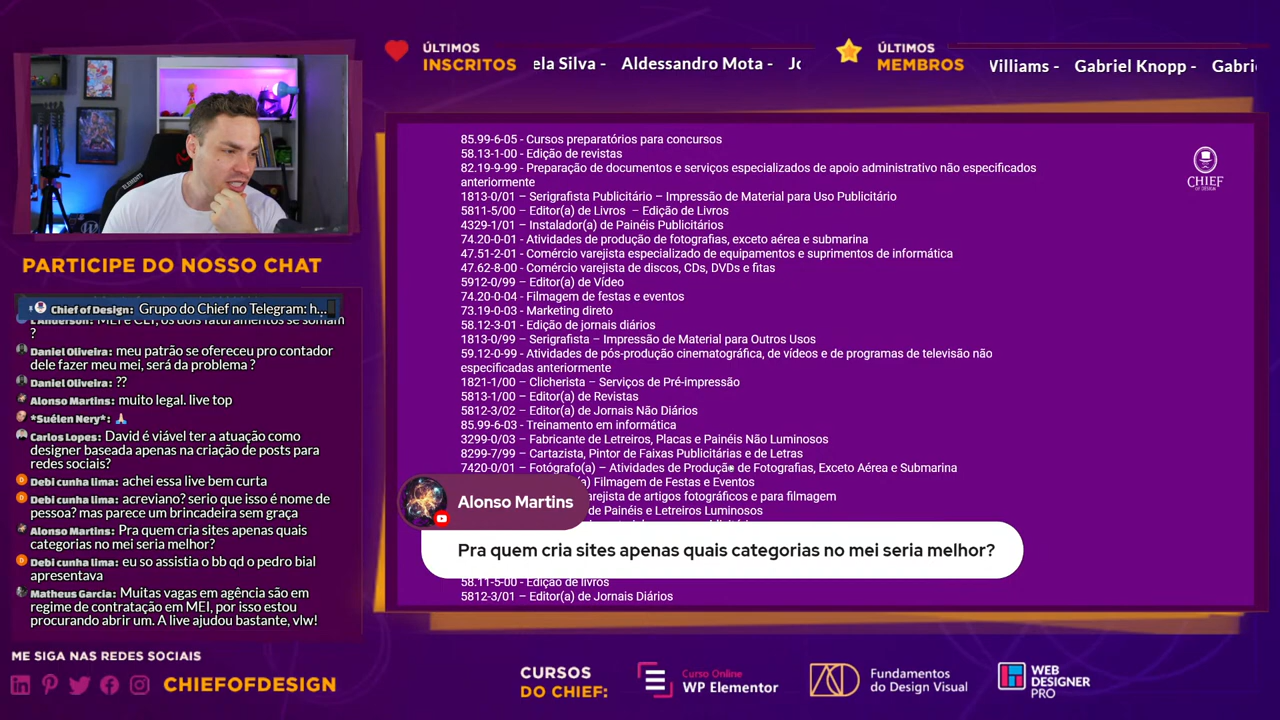 ÚLTIMOS
INSCRITOS
ela Silva - Aldessandro Mota -
ÚLTIMOS
MEMBROS
Villiams - Gabriel Knopp -
85.99-6-05 - Cursos preparatórios para concursos
58.13-1-00 - Edição de revistas
82.19-9-99 - Preparação de documentos e serviços especializados de apoio administrativo não especificados
anteriormente
1813-0/01 – Serigrafista Publicitário – Impressão de Material para Uso Publicitário
5811-5/00 – Editor(a) de Livros – Edição de Livros
4329-1/01 – Instalador(a) de Painéis Publicitários
74.20-0-01 - Atividades de produção de fotografias, exceto aérea e submarina
47.51-2-01 - Comércio varejista especializado de equipamentos e suprimentos de informática
47.62-8-00 - Comércio varejista de discos, CDs, DVDs e fitas
5912-0/99 – Editor(a) de Vídeo
74.20-0-04 - Filmagem de festas e eventos
73.19-0-03 - Marketing direto
58.12-3-01 - Edição de jornais diários
1813-0/99 – Serigrafista – Impressão de Material para Outros Usos
59.12-0-99 - Atividades de pós-produção cinematográfica, de vídeos e de programas de televisão não
especificadas anteriormente
1821-1/00 – Clicherista – Serviços de Pré-impressão
5813-1/00 – Editor(a) de Revistas
5812-3/02 – Editor(a) de Jornais Não Diários
85.99-6-03 - Treinamento em informática
3299-0/03 – Fabricante de Letreiros, Placas e Painéis Não Luminosos
8299-7/99 – Cartazista, Pintor de Faixas Publicitárias e de Letras
7420-0/01 – Fotógrafo(a) – Atividades de Produção de Fotografias, Exceto Aérea e Submarina
(a) Filmagem de Festas e Eventos
varejista de artigos fotográficos e para filmagem
de Painéis e Letreiros Luminosos
Alonso Martins
Pra quem cria sites apenas quais categorias no mei seria melhor?
58.11-5-00 - Edição de livros
5812-3/01 – Editor(a) de Jornais Diários
CHIEF
OF DESIGN
PARTICIPE DO NOSSO CHAT
Chief of Design: Grupo do Chief no Telegram: h...
L'Anderson: MEI e CLT, os dois faturamentos se somam
?
Daniel Oliveira: meu patrão se ofereceu pro contador
dele fazer meu mei, será da problema ?
Daniel Oliveira: ??
Alonso Martins: muito legal. live top
*Suélen Nery*: 🙏
Carlos Lopes: David é viável ter a atuação como
designer baseada apenas na criação de posts para
redes sociais?
Debi cunha lima: achei essa live bem curta
Debi cunha lima: acreviano? serio que isso é nome de
pessoa? mas parece um brincadeira sem graça
Alonso Martins: Pra quem cria sites apenas quais
categorias no mei seria melhor?
Debi cunha lima: eu so assistia o bb qd o pedro bial
apresentava
Matheus Garcia: Muitas vagas em agência são em
regime de contratação em MEI, por isso estou
procurando abrir um. A live ajudou bastante, vlw!
ME SIGA NAS REDES SOCIAIS
CHIEFOFDESIGN
CURSOS
DO CHIEF:
Curso Online
WP Elementor
Fundamentos
do Design Visual
WEB
DESIGNER
PRO